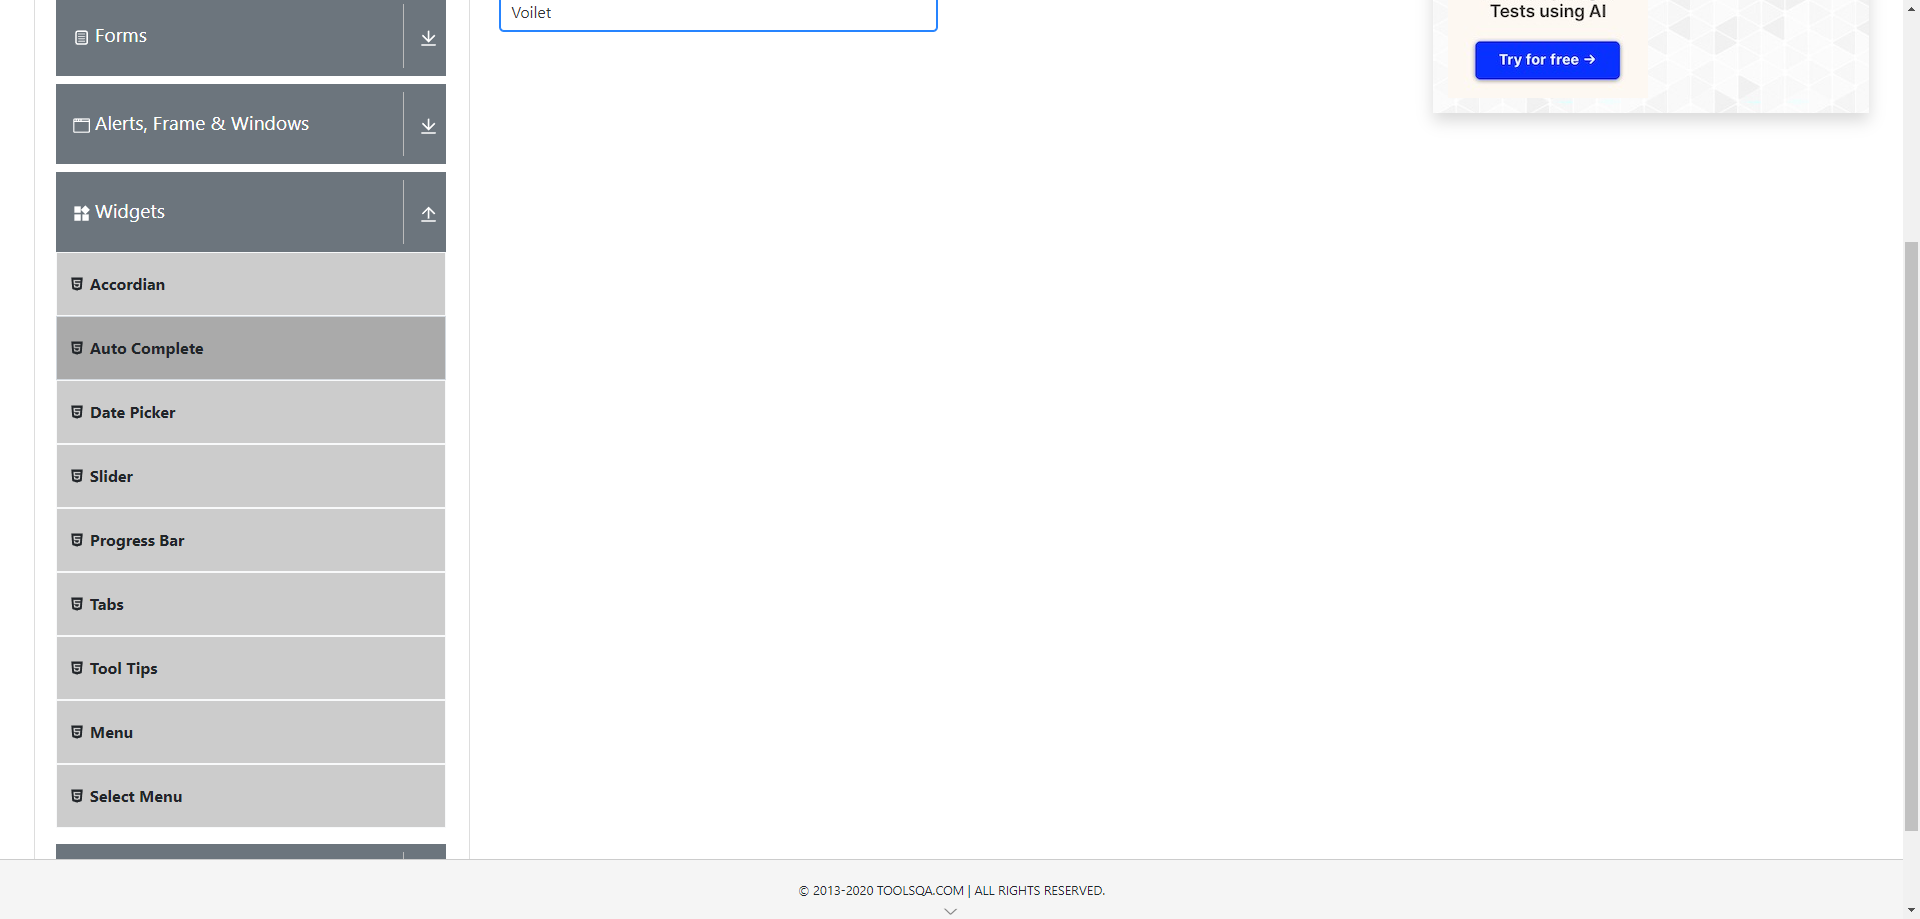 Forms
Alerts, Frame & Windows
Widgets
Accordian
Auto Complete
Date Picker
Slider
Progress Bar
Tabs
Tool Tips
Menu
Select Menu
Voilet
Tests using AI
Try for free →
© 2013-2020 TOOLSQA.COM | ALL RIGHTS RESERVED.